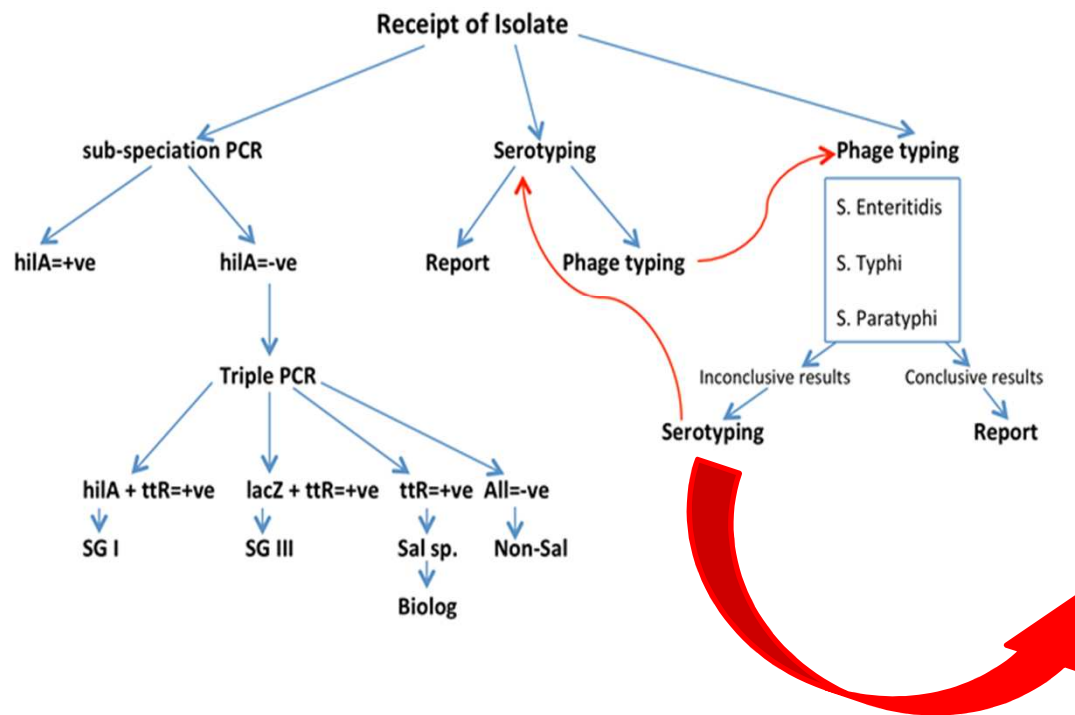 Receipt of Isolate
sub-speciation PCR
Serotyping
Phage typing
S. Enteritidis
S. Typhi
S. Paratyphi
hilA=+ve
hilA=-ve
Report
Phage typing
Triple PCR
Inconclusive results
Conclusive results
Serotyping
Report
hilA + ttR=+ve
lacZ + ttR=+ve
ttR=+ve
All=-ve
SG I
SG III
Sal sp.
Non-Sal
Biolog